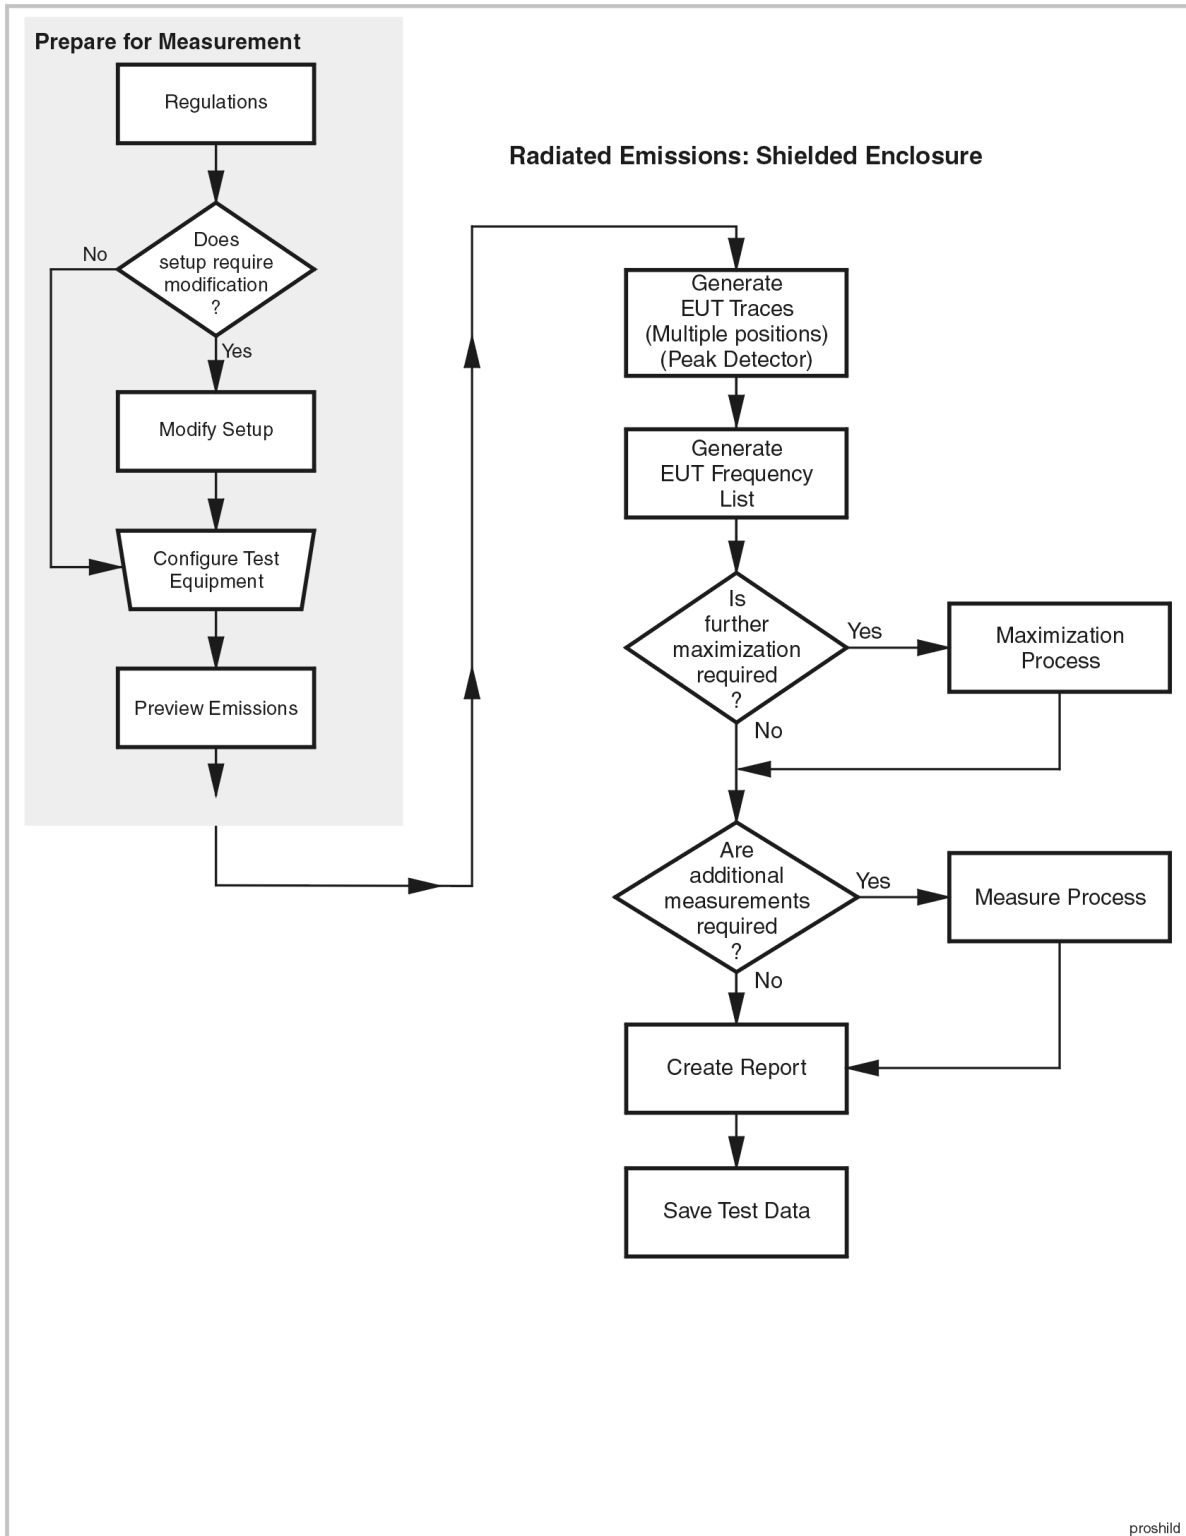 Prepare for Measurement
Regulations
Does
setup require
modification
?
No
Yes
Modify Setup
Configure Test
Equipment
Preview Emissions
Radiated Emissions: Shielded Enclosure
Generate
EUT Traces
(Multiple positions)
(Peak Detector)
Generate
EUT Frequency
List
Is
further
maximization
required
?
Yes
Maximization
Process
No
Are
additional
measurements
required
?
Yes
Measure Process
No
Create Report
Save Test Data
proshild